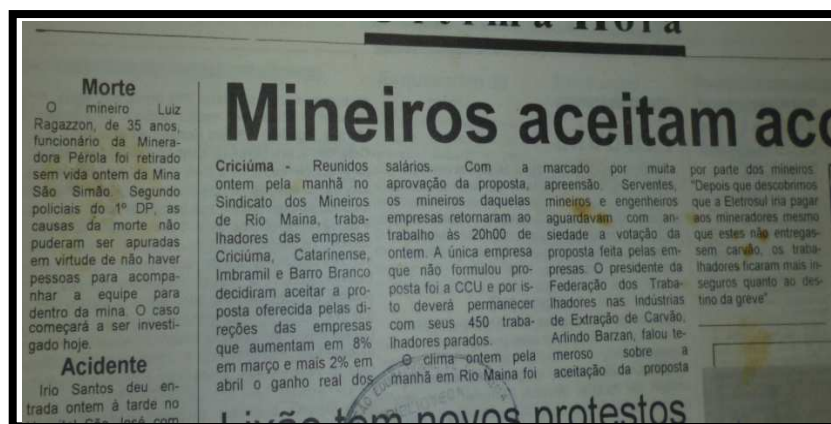 Morte
O mineiro Luiz
Ragazzon, de 35 anos,
funcionário da Minera-
dora Pérola foi retirado
sem vida ontem da Mina
São Simão. Segundo
policiais do 1º DP, as
causas da morte não
puderam ser apuradas
em virtude de não haver
pessoas para acompa-
nhar a equipe para
dentro da mina. O caso
começará a ser investi-
gado hoje.
Acidente
Irio Santos deu en-
trada ontem à tarde no
São José com
Mineiros aceitam aco
Criciúma - Reunidos
ontem pela manhã no
Sindicato dos Mineiros
de Rio Maina, traba-
lhadores das empresas
Criciúma, Catarinense,
Imbramil e Barro Branco
decidiram aceitar a pro-
posta oferecida pelas di-
reções das empresas
que aumentam em 8%
em março e mais 2% em
abril o ganho real dos
salários. Com a
aprovação da proposta,
os mineiros daquelas
empresas retornaram ao
trabalho às 20h00 de
ontem. A única empresa
que não formulou pro-
posta foi a CCU e por is-
to deverá permanecer
com seus 450 traba-
lhadores parados.
O clima ontem pela
manhã em Rio Maina foi
marcado por muita
apreensão. Serventes,
mineiros e engenheiros
aguardavam com an-
siedade a votação da
proposta feita pelas em-
presas. O presidente da
Federação dos Traba-
lhadores nas Indústrias
de Extração de Carvão,
Arlindo Barzan, falou te-
meroso sobre a
aceitação da proposta
por parte dos mineiros.
"Depois que descobrimos
que a Eletrosul iria pagar
aos mineradores mesmo
que estes não entregas-
sem carvão, os traba-
lhadores ficaram mais in-
seguros quanto ao des-
tino da greve".
Lixão tem novos protestos